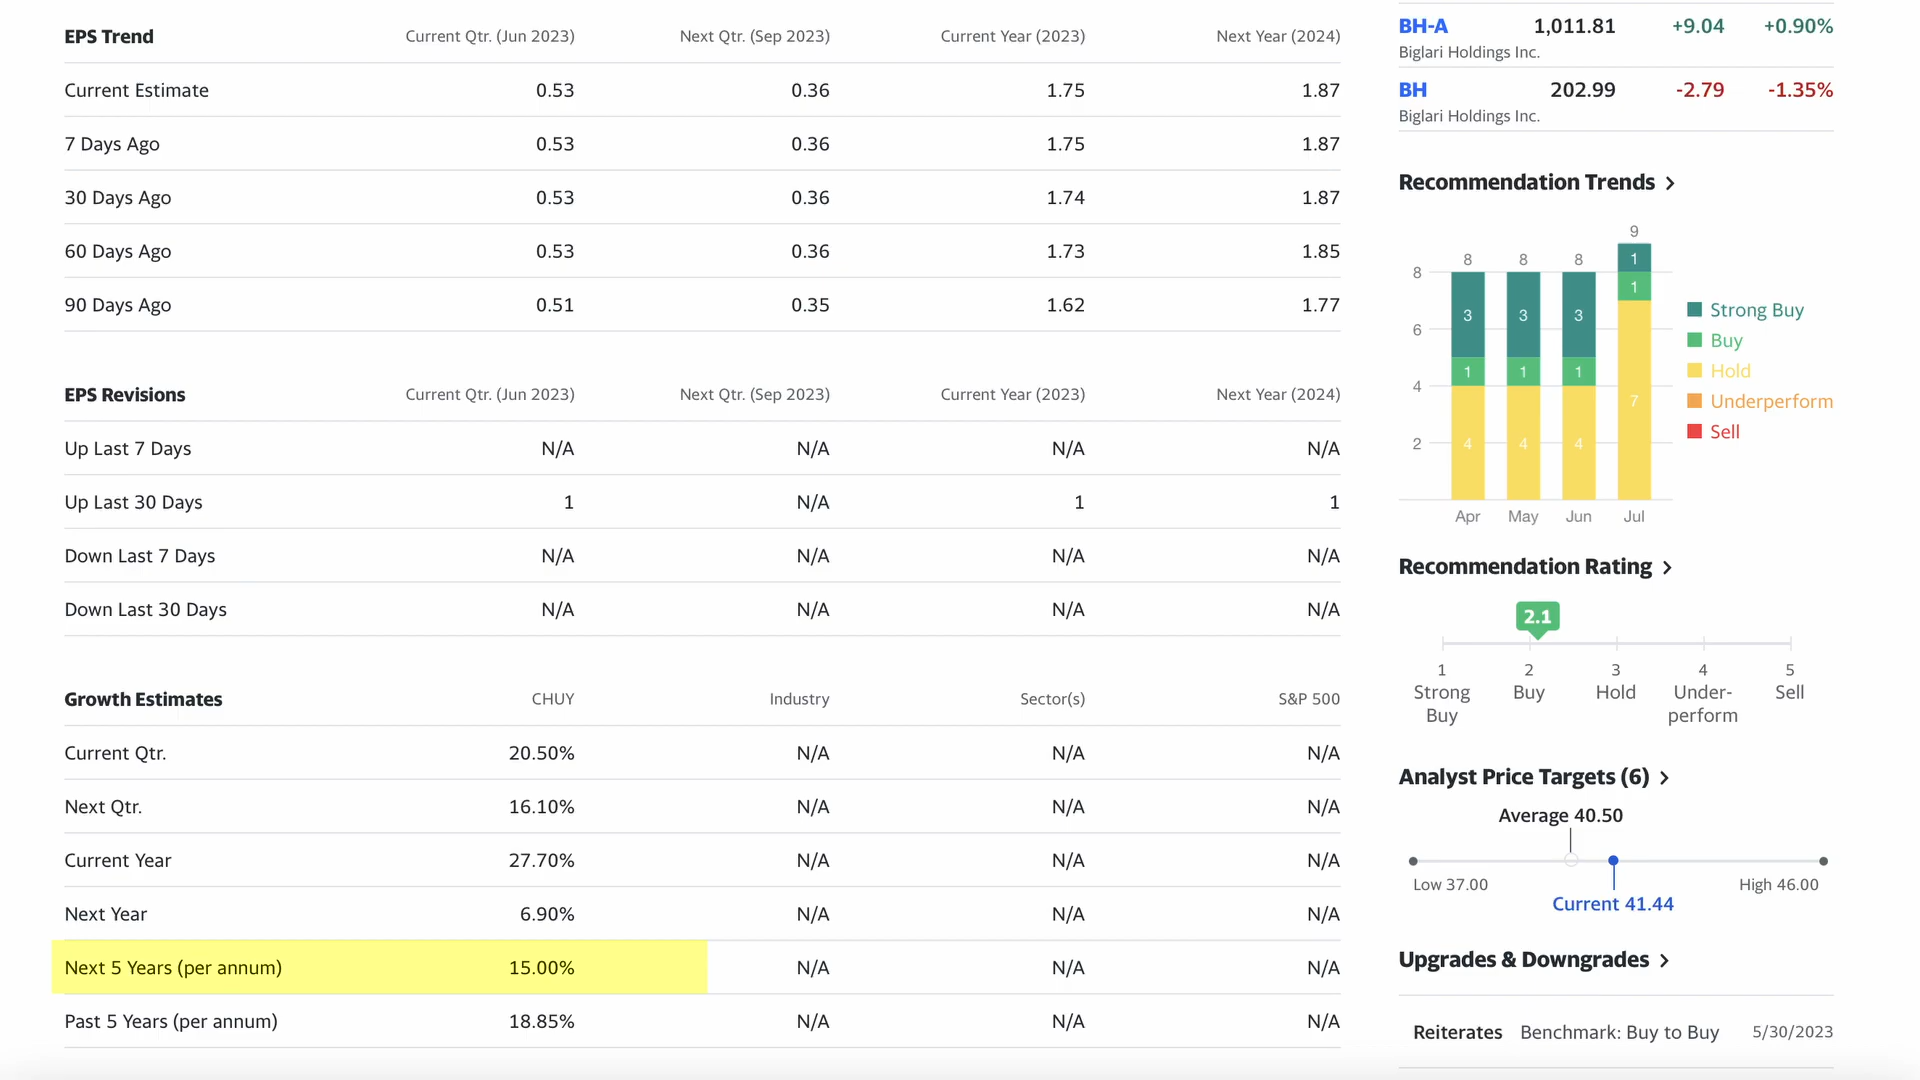 EPS Trend Current Qtr. (Jun 2023) Next Qtr. (Sep 2023) Current Year (2023) Next Year (2024)
Current Estimate 0.53 0.36 1.75 1.87
7 Days Ago 0.53 0.36 1.75 1.87
30 Days Ago 0.53 0.36 1.74 1.87
60 Days Ago 0.53 0.36 1.73 1.85
90 Days Ago 0.51 0.35 1.62 1.77
EPS Revisions Current Qtr. (Jun 2023) Next Qtr. (Sep 2023) Current Year (2023) Next Year (2024)
Up Last 7 Days N/A N/A N/A N/A
Up Last 30 Days 1 N/A 1 1
Down Last 7 Days N/A N/A N/A N/A
Down Last 30 Days N/A N/A N/A N/A
Growth Estimates CHUY Industry Sector(s) S&P 500
Current Qtr. 20.50% N/A N/A N/A
Next Qtr. 16.10% N/A N/A N/A
Current Year 27.70% N/A N/A N/A
Next Year 6.90% N/A N/A N/A
Next 5 Years (per annum) 15.00% N/A N/A N/A
Past 5 Years (per annum) 18.85% N/A N/A N/A
BH-A 1,011.81 +9.04 +0.90%
Biglari Holdings Inc.
BH 202.99 -2.79 -1.35%
Biglari Holdings Inc.
Recommendation Trends >
9
8 8 8 1
8 1
3 3 3
6
1 1 1
4 7
4 4 4
2
Apr May Jun Jul
Strong Buy
Buy
Hold
Underperform
Sell
Recommendation Rating >
2.1
1 2 3 4 5
Strong Buy Hold Under- Sell
Buy perform
Analyst Price Targets (6) >
Average 40.50
Low 37.00 High 46.00
Current 41.44
Upgrades & Downgrades >
Reiterates Benchmark: Buy to Buy 5/30/2023